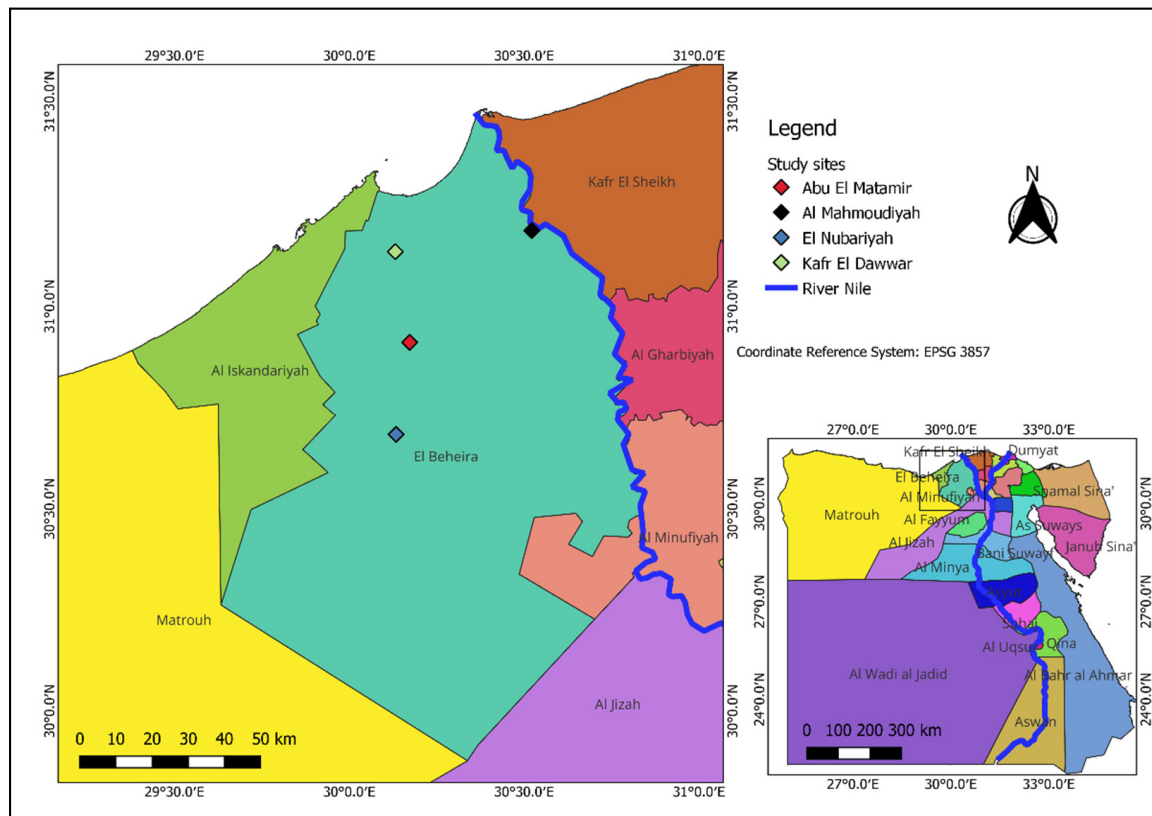 29°30.0'E 30°0.0'E 30°30.0'E 31°0.0'E
31°30.0'N
31°0.0'N
30°30.0'N
30°0.0'N
31°30.0'N
31°0.0'N
30°30.0'N
30°0.0'N
Kafr El Sheikh
Al Gharbiyah
Al Iskandariyah
El Beheira
Al Minufiyah
Matrouh
Al Jizah
0 10 20 30 40 50 km
29°30.0'E 30°0.0'E 30°30.0'E 31°0.0'E
Legend
Study sites
Abu El Matamir
Al Mahmoudiyah
El Nubariyah
Kafr El Dawwar
River Nile
N
Coordinate Reference System: EPSG 3857
27°0.0'E 30°0.0'E 33°0.0'E
30°0.0'N
27°0.0'N
24°0.0'N
30°0.0'N
27°0.0'N
24°0.0'N
Kafr El Sheikh
Dumyat
El Beheira
Al Minufiyah
Shamal Sina'
Matrouh
Al Fayyum
As Suways
Al Jizah
Bani Suwayf
Janub Sina'
Al Minya
Suhaj
Al Uqsur
Qina
Al Wadi al Jadid
Al Bahr al Ahmar
Aswan
0 100 200 300 km
27°0.0'E 30°0.0'E 33°0.0'E